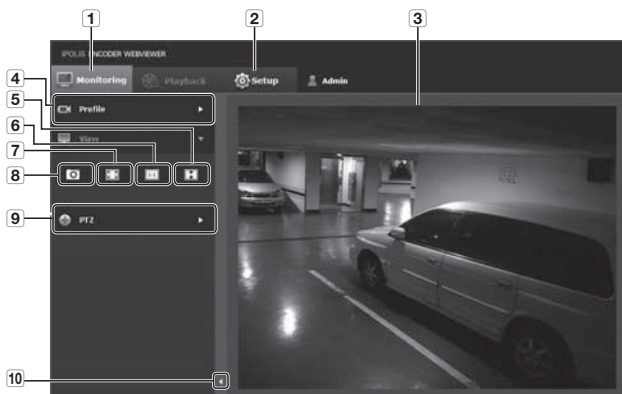 1
2
3
IPOLIS ENCODER WEBVIEWER
4
Monitoring
Playback
Setup
Admin
5
Profile
6
View
7
8
9
PTZ
10